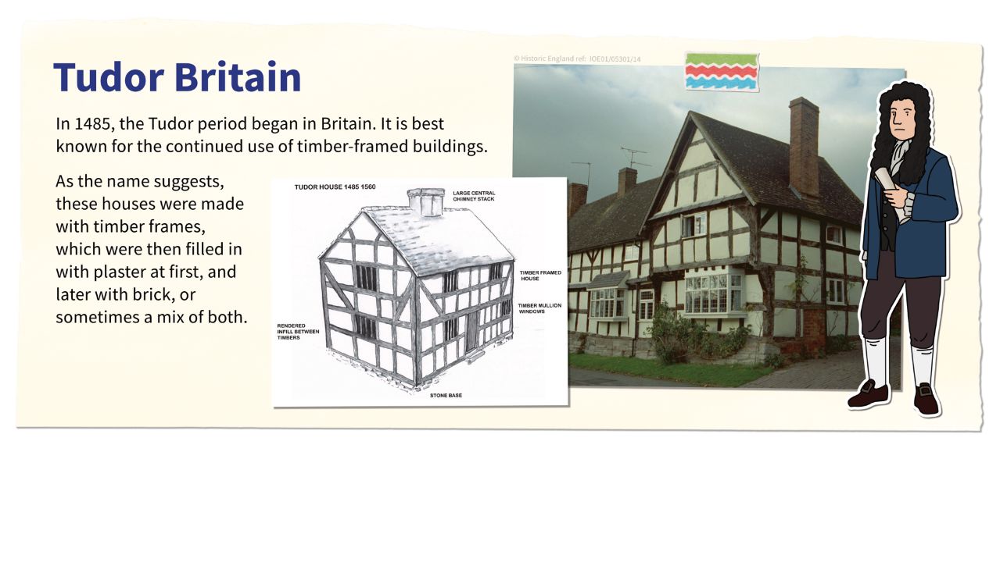 © Historic England ref: IOE01/05301/14
Tudor Britain
In 1485, the Tudor period began in Britain. It is best
known for the continued use of timber-framed buildings.
As the name suggests,
these houses were made
with timber frames,
which were then filled in
with plaster at first, and
later with brick, or
sometimes a mix of both.
TUDOR HOUSE 1485 1560
LARGE CENTRAL
CHIMNEY STACK
TIMBER FRAMED
HOUSE
TIMBER MULLION
WINDOWS
RENDERED
INFILL BETWEEN
TIMBERS
STONE BASE